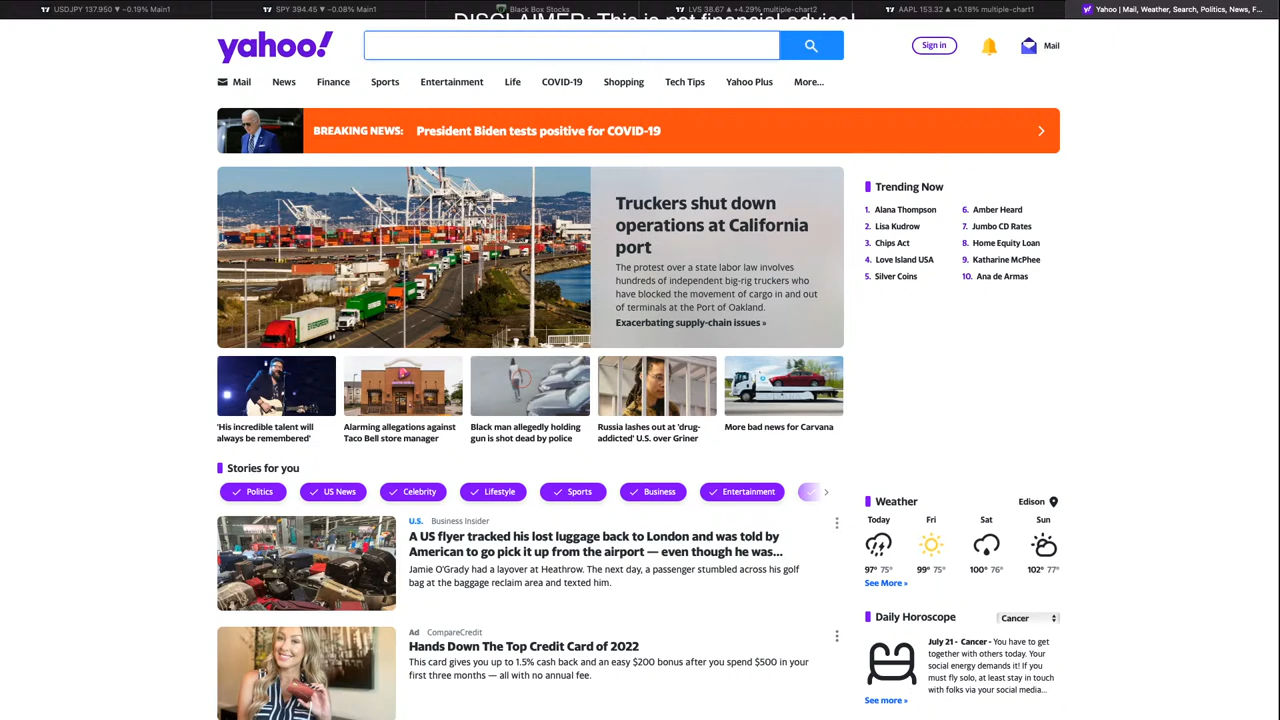 USDJPY 137.950 ▼ −0.19% Main1
SPY 394.45 ▼ −0.08% Main1
Black Box Stocks
LVS 38.67 ▲ +4.29% multiple-chart2
AAPL 153.32 ▲ +0.18% multiple-chart1
Yahoo | Mail, Weather, Search, Politics, News, F...
DISCLAIMER: This is not financial advice!
yahoo!
Sign in
Mail
Mail
News
Finance
Sports
Entertainment
Life
COVID-19
Shopping
Tech Tips
Yahoo Plus
More...
BREAKING NEWS: President Biden tests positive for COVID-19
Truckers shut down
operations at California
port
The protest over a state labor law involves
hundreds of independent big-rig truckers who
have blocked the movement of cargo in and out
of terminals at the Port of Oakland.
Exacerbating supply-chain issues »
EVERGREEN
'His incredible talent will
always be remembered'
Alarming allegations against
Taco Bell store manager
Black man allegedly holding
gun is shot dead by police
Russia lashes out at 'drug-
addicted' U.S. over Griner
More bad news for Carvana
Trending Now
1. Alana Thompson
2. Lisa Kudrow
3. Chips Act
4. Love Island USA
5. Silver Coins
6. Amber Heard
7. Jumbo CD Rates
8. Home Equity Loan
9. Katharine McPhee
10. Ana de Armas
Stories for you
Politics
US News
Celebrity
Lifestyle
Sports
Business
Entertainment
U.S. Business Insider
A US flyer tracked his lost luggage back to London and was told by
American to go pick it up from the airport — even though he was...
Jamie O'Grady had a layover at Heathrow. The next day, a passenger stumbled across his golf
bag at the baggage reclaim area and texted him.
Ad CompareCredit
Hands Down The Top Credit Card of 2022
This card gives you up to 1.5% cash back and an easy $200 bonus after you spend $500 in your
first three months — all with no annual fee.
Weather
Edison
Today
Fri
Sat
Sun
97° 75°
99° 75°
100° 76°
102° 77°
See More »
Daily Horoscope
Cancer
July 21 - Cancer - You have to get
together with others today. Your
social energy demands it! If you
must fly solo, at least stay in touch
with folks via your social media...
See more »